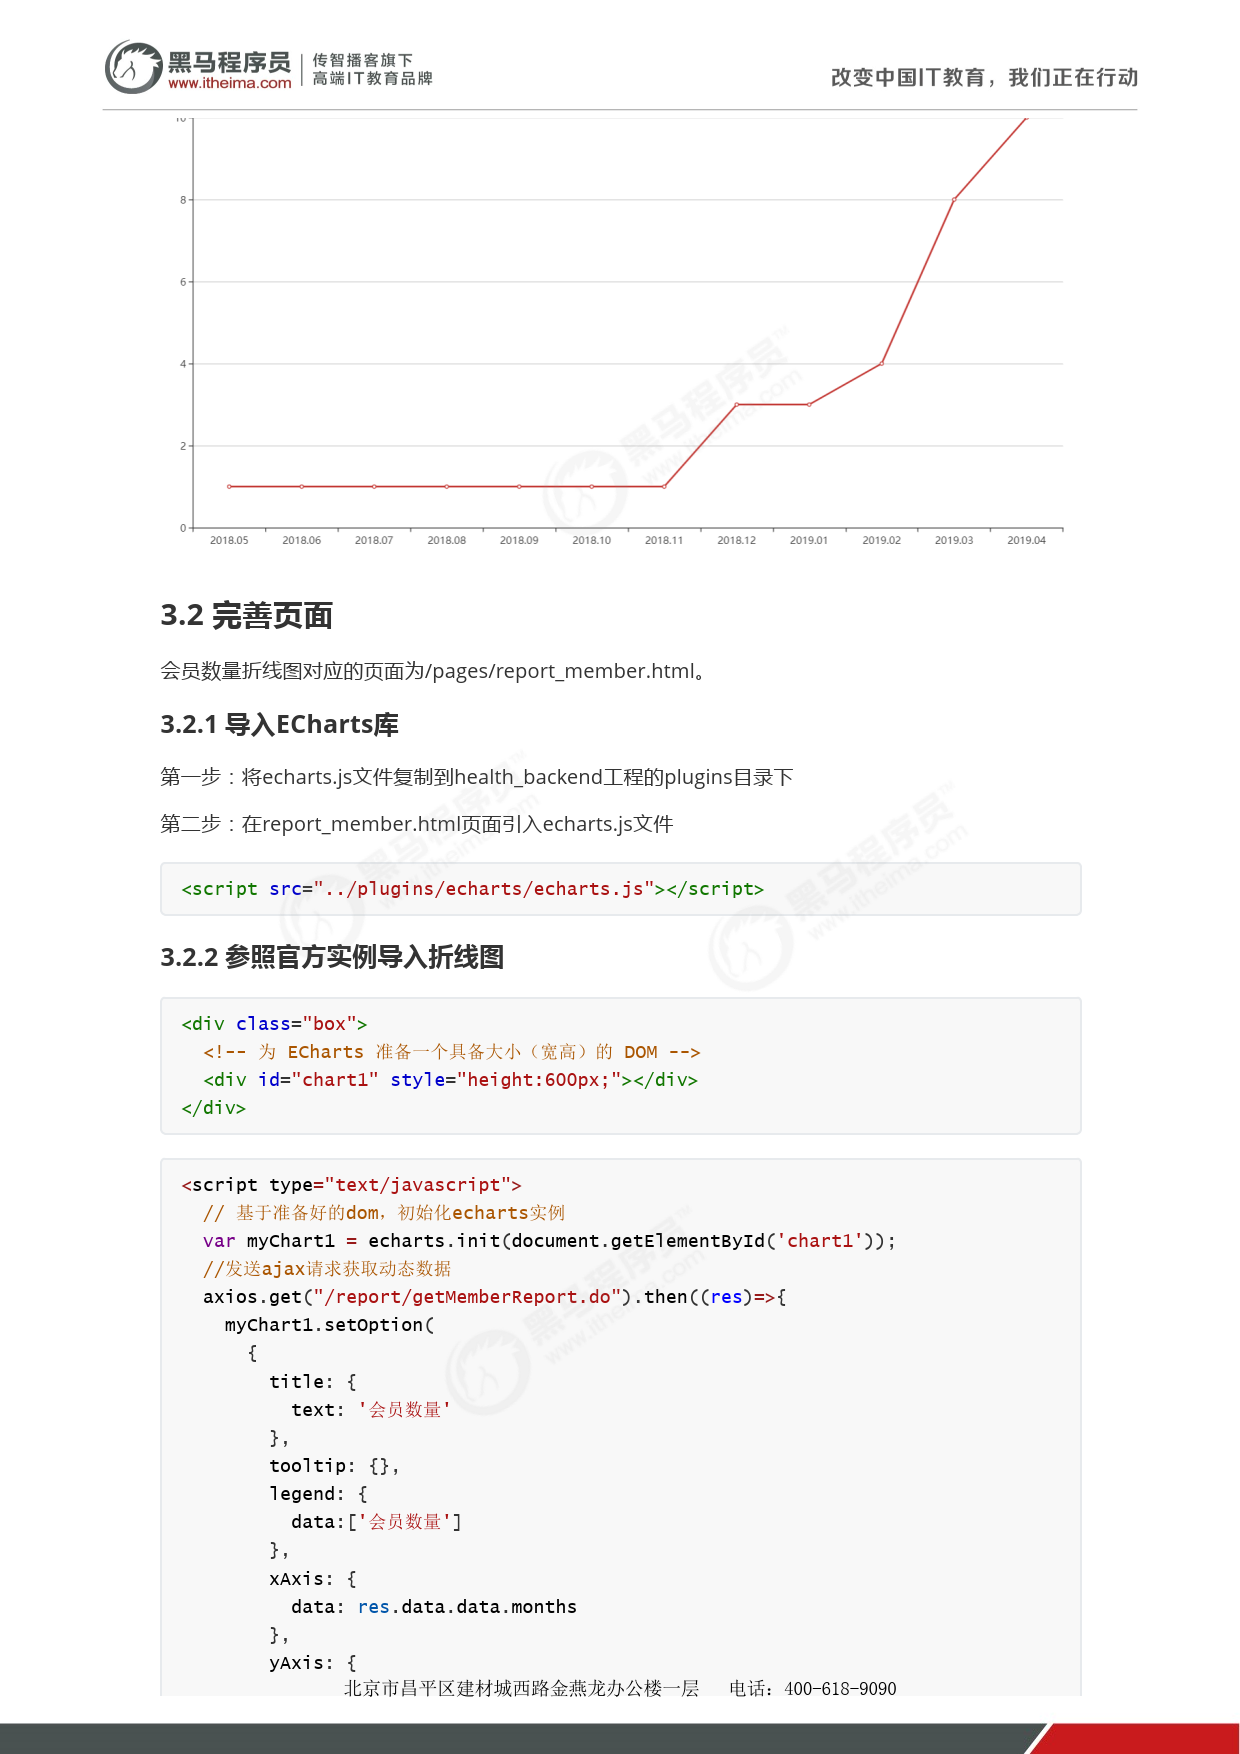 黑马程序员
www.itheima.com
传智播客旗下
高端IT教育品牌
改变中国IT教育，我们正在行动
10
8
6
4
2
0
2018.05 2018.06 2018.07 2018.08 2018.09 2018.10 2018.11 2018.12 2019.01 2019.02 2019.03 2019.04
3.2 完善页面
会员数量折线图对应的页面为/pages/report_member.html。
3.2.1 导入ECharts库
第一步：将echarts.js文件复制到health_backend工程的plugins目录下
第二步：在report_member.html页面引入echarts.js文件
<script src="../plugins/echarts/echarts.js"></script>
3.2.2 参照官方实例导入折线图
<div class="box">
  <!-- 为 ECharts 准备一个具备大小（宽高）的 DOM -->
  <div id="chart1" style="height:600px;"></div>
</div>
<script type="text/javascript">
  // 基于准备好的dom，初始化echarts实例
  var myChart1 = echarts.init(document.getElementById('chart1'));
  //发送ajax请求获取动态数据
  axios.get("/report/getMemberReport.do").then((res)=>{
    myChart1.setOption(
      {
        title: {
          text: '会员数量'
        },
        tooltip: {},
        legend: {
          data:['会员数量']
        },
        xAxis: {
          data: res.data.data.months
        },
        yAxis: {
北京市昌平区建材城西路金燕龙办公楼一层 电话：400-618-9090